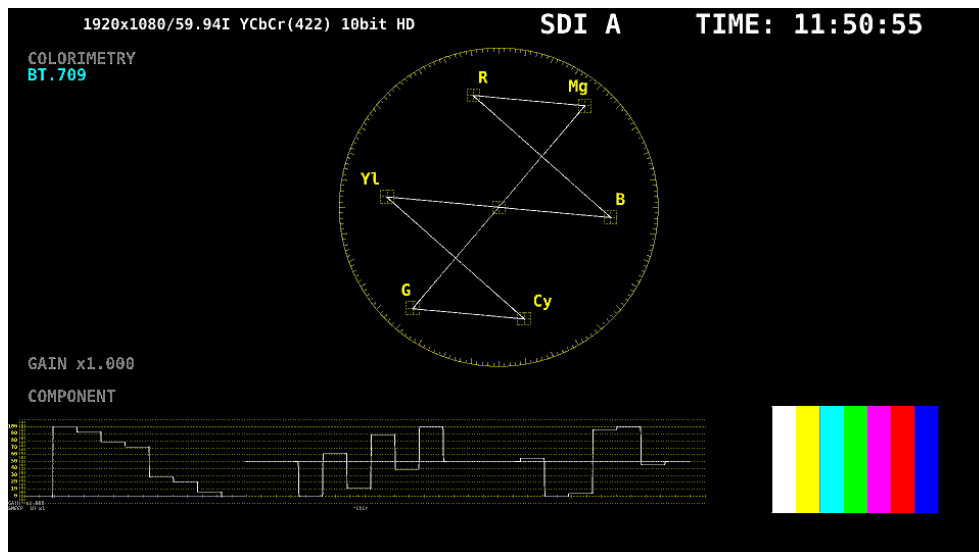 1920x1080/59.94I YCbCr(422) 10bit HD SDI A TIME: 11:50:55
COLORIMETRY
BT.709
R
Mg
Yl
B
G
Cy
GAIN x1.000
COMPONENT